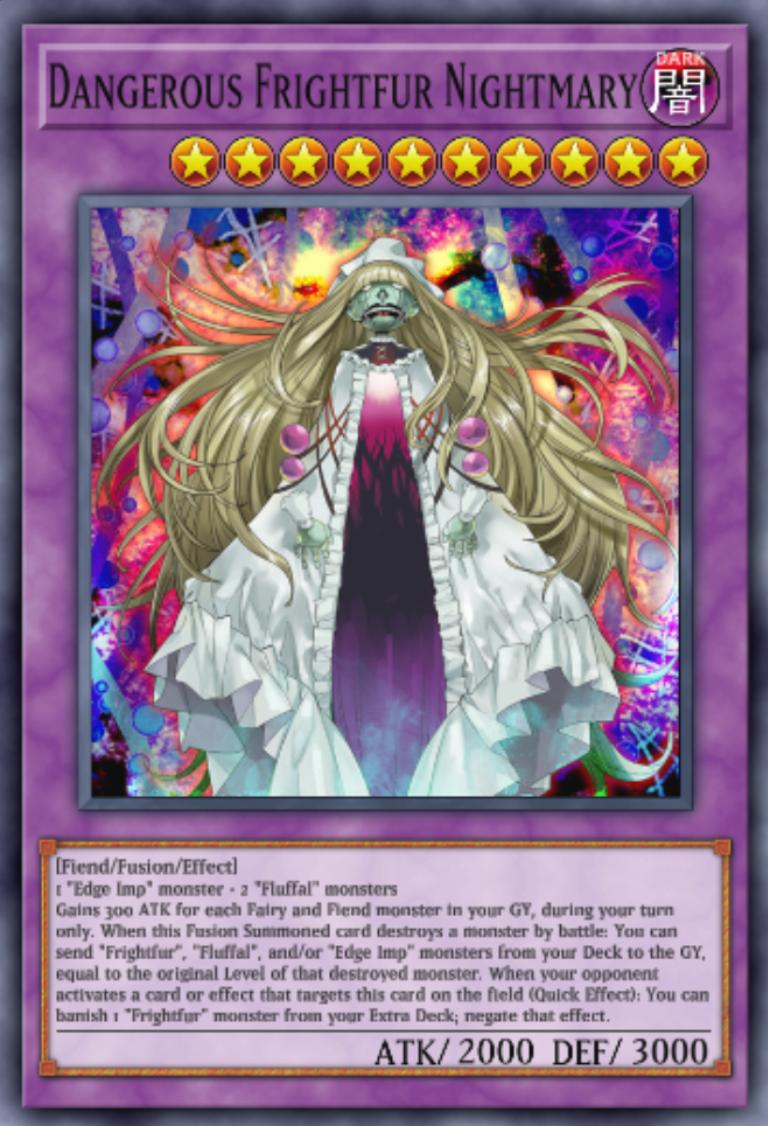 DANGEROUS FRIGHTFUR NIGHTMARY
DARK
闇
[Fiend/Fusion/Effect]
1 "Edge Imp" monster - 2 "Fluffal" monsters
Gains 300 ATK for each Fairy and Fiend monster in your GY, during your turn
only. When this Fusion Summoned card destroys a monster by battle: You can
send "Frightfur", "Fluffal", and/or "Edge Imp" monsters from your Deck to the GY,
equal to the original Level of that destroyed monster. When your opponent
activates a card or effect that targets this card on the field (Quick Effect): You can
banish 1 "Frightfur" monster from your Extra Deck; negate that effect.
ATK/ 2000 DEF/ 3000